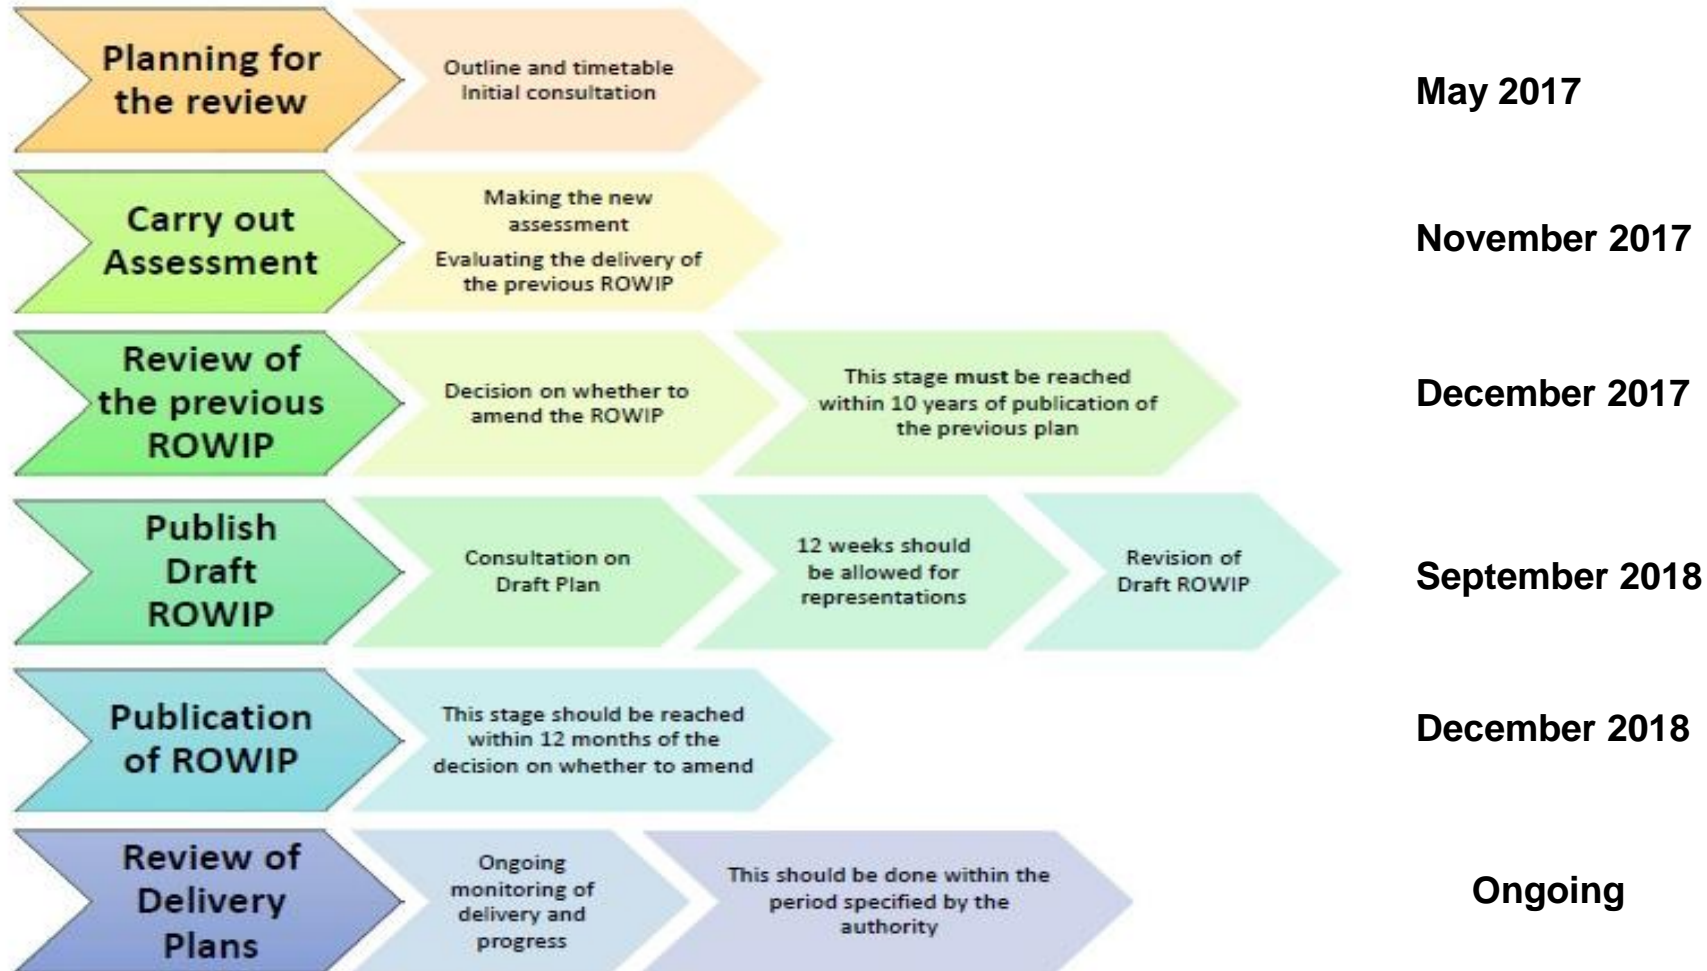 Planning for
the review
Outline and timetable
Initial consultation
May 2017
Carry out
Assessment
Making the new
assessment
Evaluating the delivery of
the previous ROWIP
November 2017
Review of
the previous
ROWIP
Decision on whether to
amend the ROWIP
This stage must be reached
within 10 years of publication of
the previous plan
December 2017
Publish
Draft
ROWIP
Consultation on
Draft Plan
12 weeks should
be allowed for
representations
Revision of
Draft ROWIP
September 2018
Publication
of ROWIP
This stage should be reached
within 12 months of the
decision on whether to amend
December 2018
Review of
Delivery
Plans
Ongoing
monitoring of
delivery and
progress
This should be done within the
period specified by the
authority
Ongoing